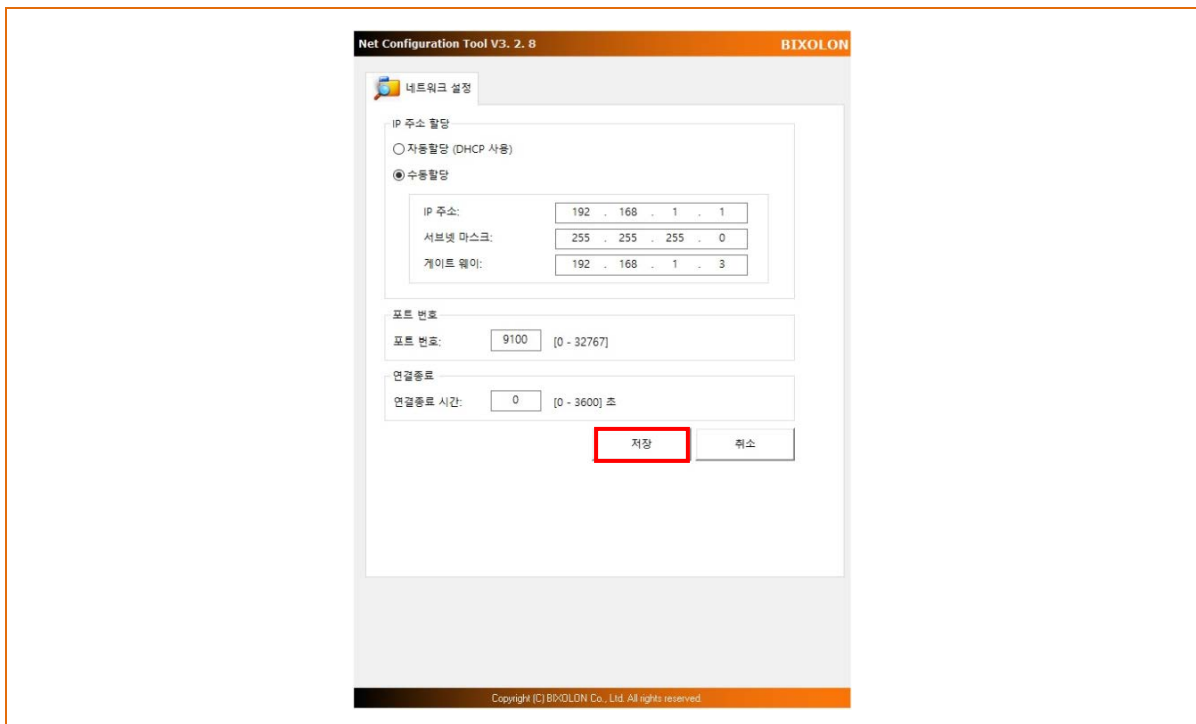 Net Configuration Tool V3. 2. 8 BIXOLON
네트워크 설정
IP 주소 할당
자동할당 (DHCP 사용)
수동할당
IP 주소: 192 . 168 . 1 . 1
서브넷 마스크: 255 . 255 . 255 . 0
게이트 웨이: 192 . 168 . 1 . 3
포트 번호
포트 번호: 9100 [0 - 32767]
연결종료
연결종료 시간: 0 [0 - 3600] 초
저장 취소
Copyright (C) BIXOLON Co., Ltd. All rights reserved.